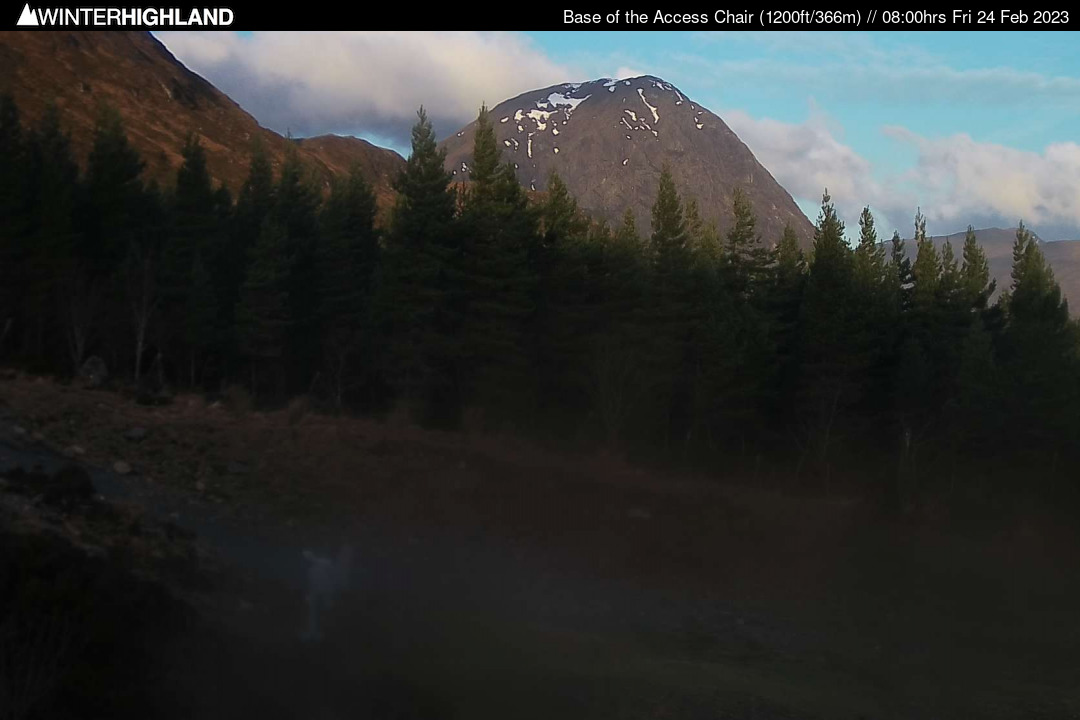 WINTERHIGHLAND
Base of the Access Chair (1200ft/366m) // 08:00hrs Fri 24 Feb 2023